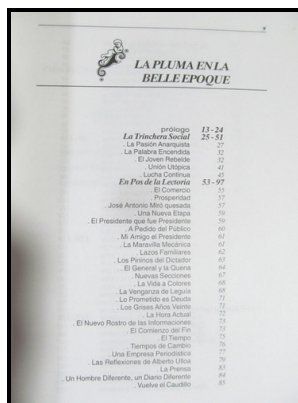 LA PLUMA EN LA
BELLE EPOQUE
prólogo 13 - 24
La Trinchera Social 25 - 51
. La Pasión Anarquista 27
. La Palabra Encendida 32
. El Joven Rebelde 32
. Unión Utópica 41
. Lucha Continua 45
En Pos de la Lectoría 53 - 97
. El Comercio 55
. Prosperidad 57
. José Antonio Miró quesada 57
. Una Nueva Etapa 59
. El Presidente que fue Presidente 59
. A Pedido del Público 60
. Mi Amigo el Presidente 61
. La Maravilla Mecánica 61
. Lazos Familiares 62
. Los Pininos del Dictador 63
. El General y la Quena 64
. Nuevas Secciones 67
. La Vida a Colores 68
. La Venganza de Leguía 68
. Lo Prometido es Deuda 71
. Los Grises Años Veinte 71
. La Hora Actual 72
. El Nuevo Rostro de las Informaciones 73
. El Comienzo del Fin 73
. El Tiempo 75
. Tiempos de Cambio 76
. Una Empresa Periodística 77
. Las Reflexiones de Alberto Ulloa 79
. La Prensa 83
. Un Hombre Diferente, un Diario Diferente 84
. Vuelve el Caudillo 85